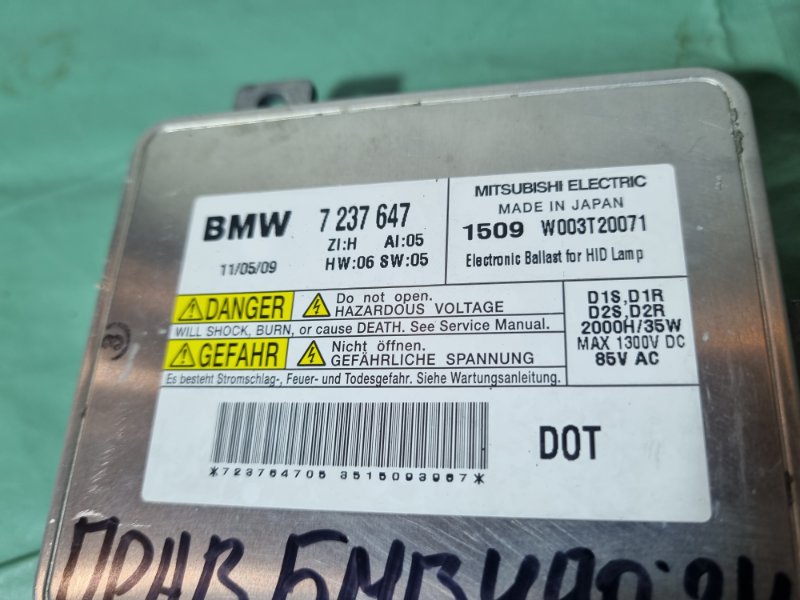 BMW 7 237 647
ZI:H AI:05
11/05/09 HW:06 SW:05
MITSUBISHI ELECTRIC
MADE IN JAPAN
1509 W003T20071
Electronic Ballast for HID Lamp
DANGER Do not open.
HAZARDOUS VOLTAGE
WILL SHOCK, BURN, or cause DEATH. See Service Manual.
GEFAHR Nicht öffnen.
GEFÄHRLICHE SPANNUNG
Es besteht Stromschlag-, Feuer- und Todesgefahr. Siehe Wartungsanleitung.
D1S,D1R
D2S,D2R
2000H/35W
MAX 1300V DC
85V AC
*723764705 3515093967*
DOT
ПРАВ БМВ